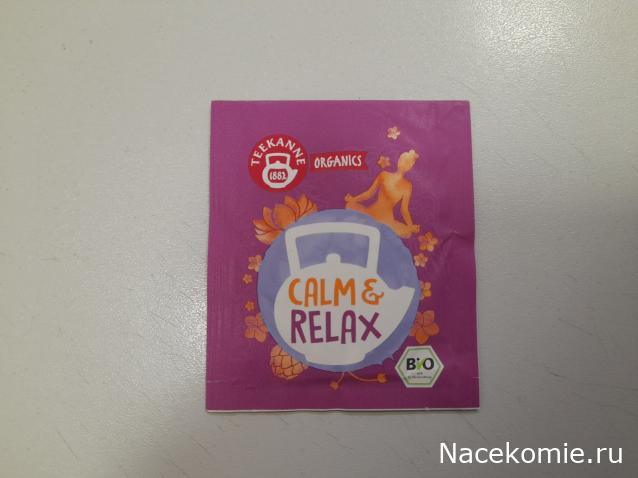 TEEKANNE
1882
ORGANICS
CALM &
RELAX
Bio
Nacekomie.ru